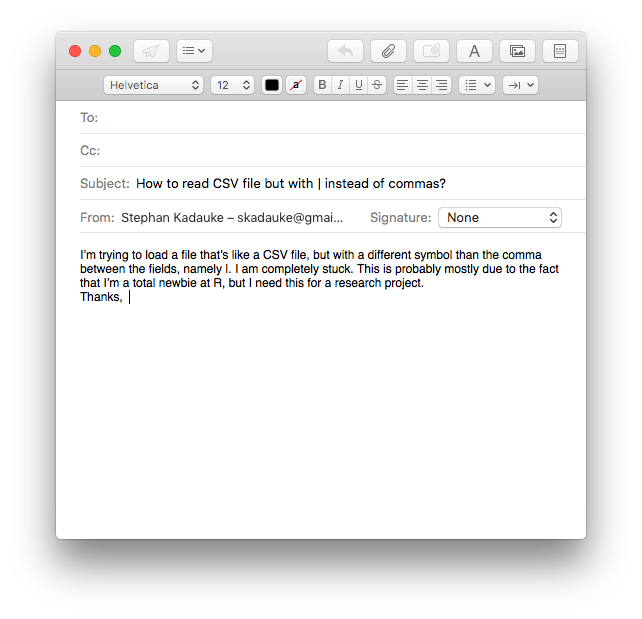 A
Helvetica 12 a B I U S
To:
Cc:
Subject: How to read CSV file but with | instead of commas?
From: Stephan Kadauke – skadauke@gmai... Signature: None
I'm trying to load a file that's like a CSV file, but with a different symbol than the comma
between the fields, namely |. I am completely stuck. This is probably mostly due to the fact
that I'm a total newbie at R, but I need this for a research project.
Thanks,